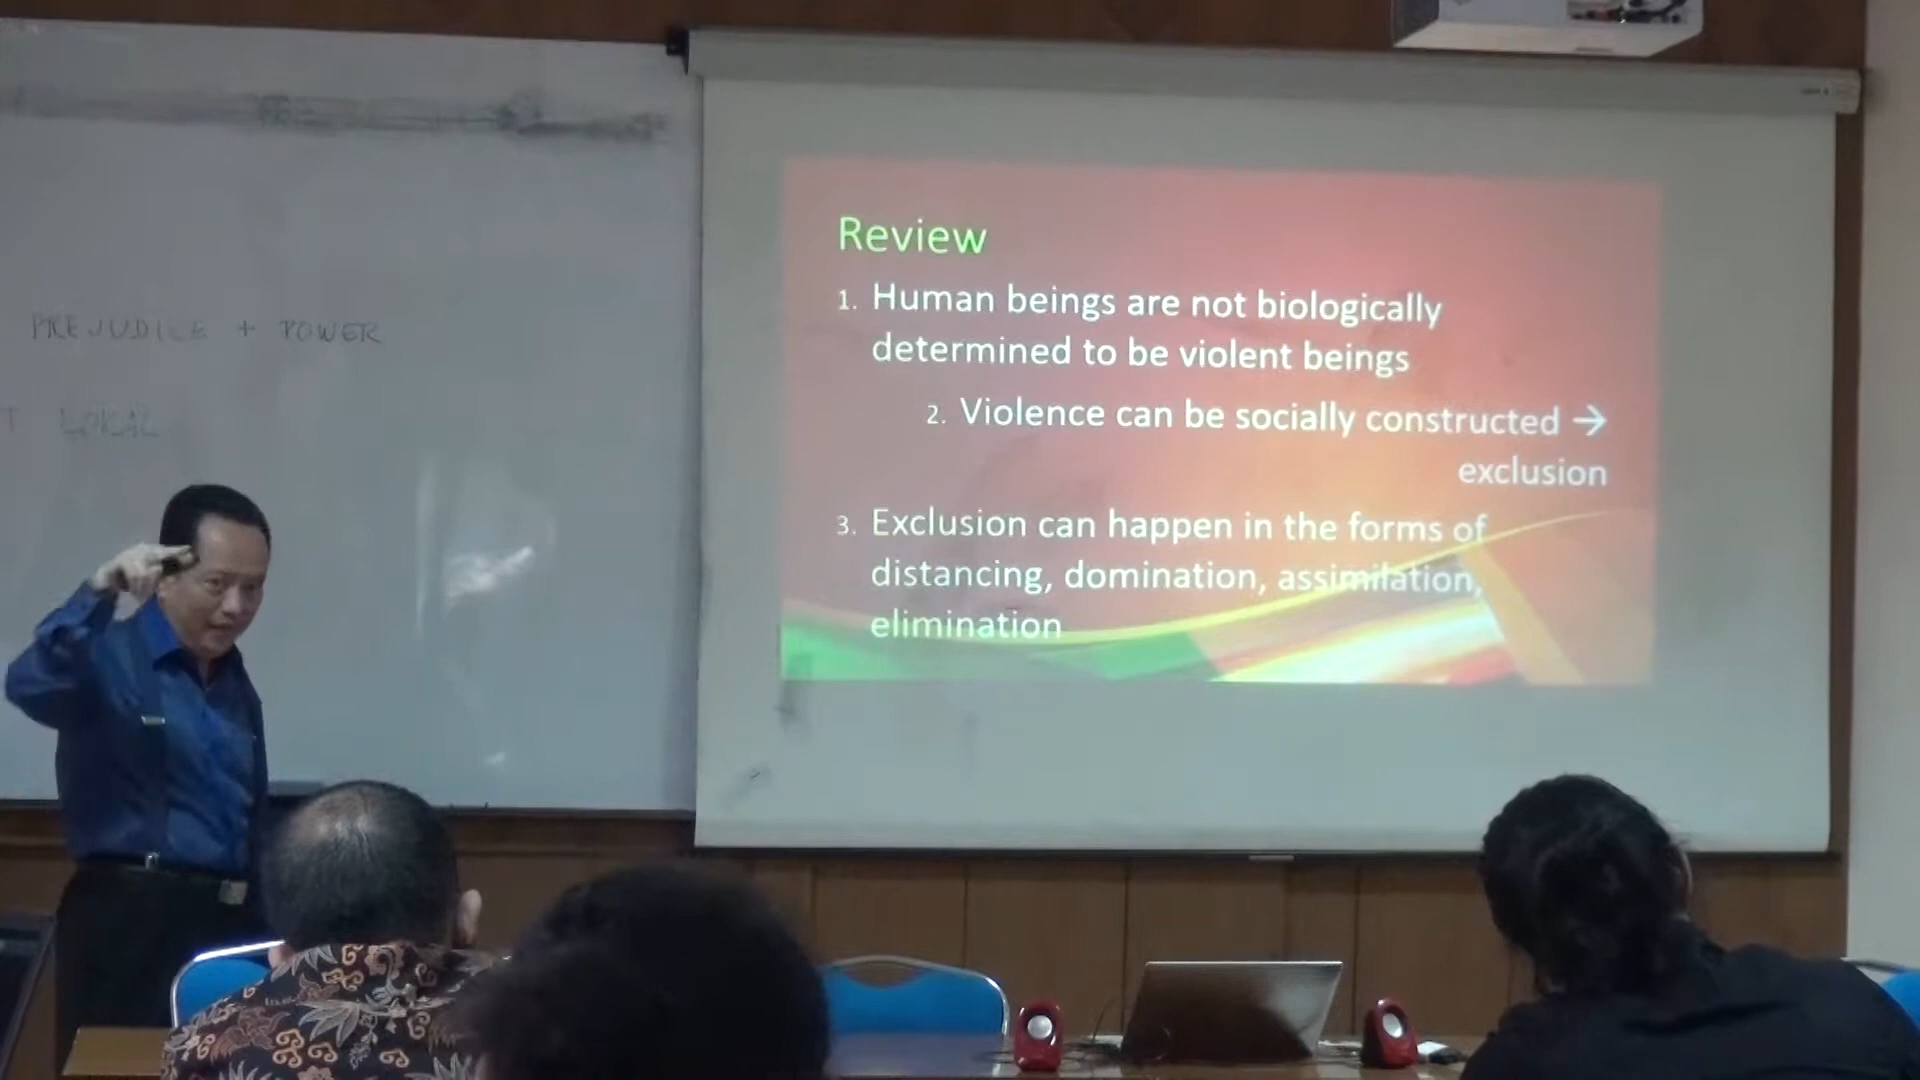 PREJUDICE + POWER
T LOKAL
Review
1. Human beings are not biologically
determined to be violent beings
2. Violence can be socially constructed →
exclusion
3. Exclusion can happen in the forms of
distancing, domination, assimilation,
elimination